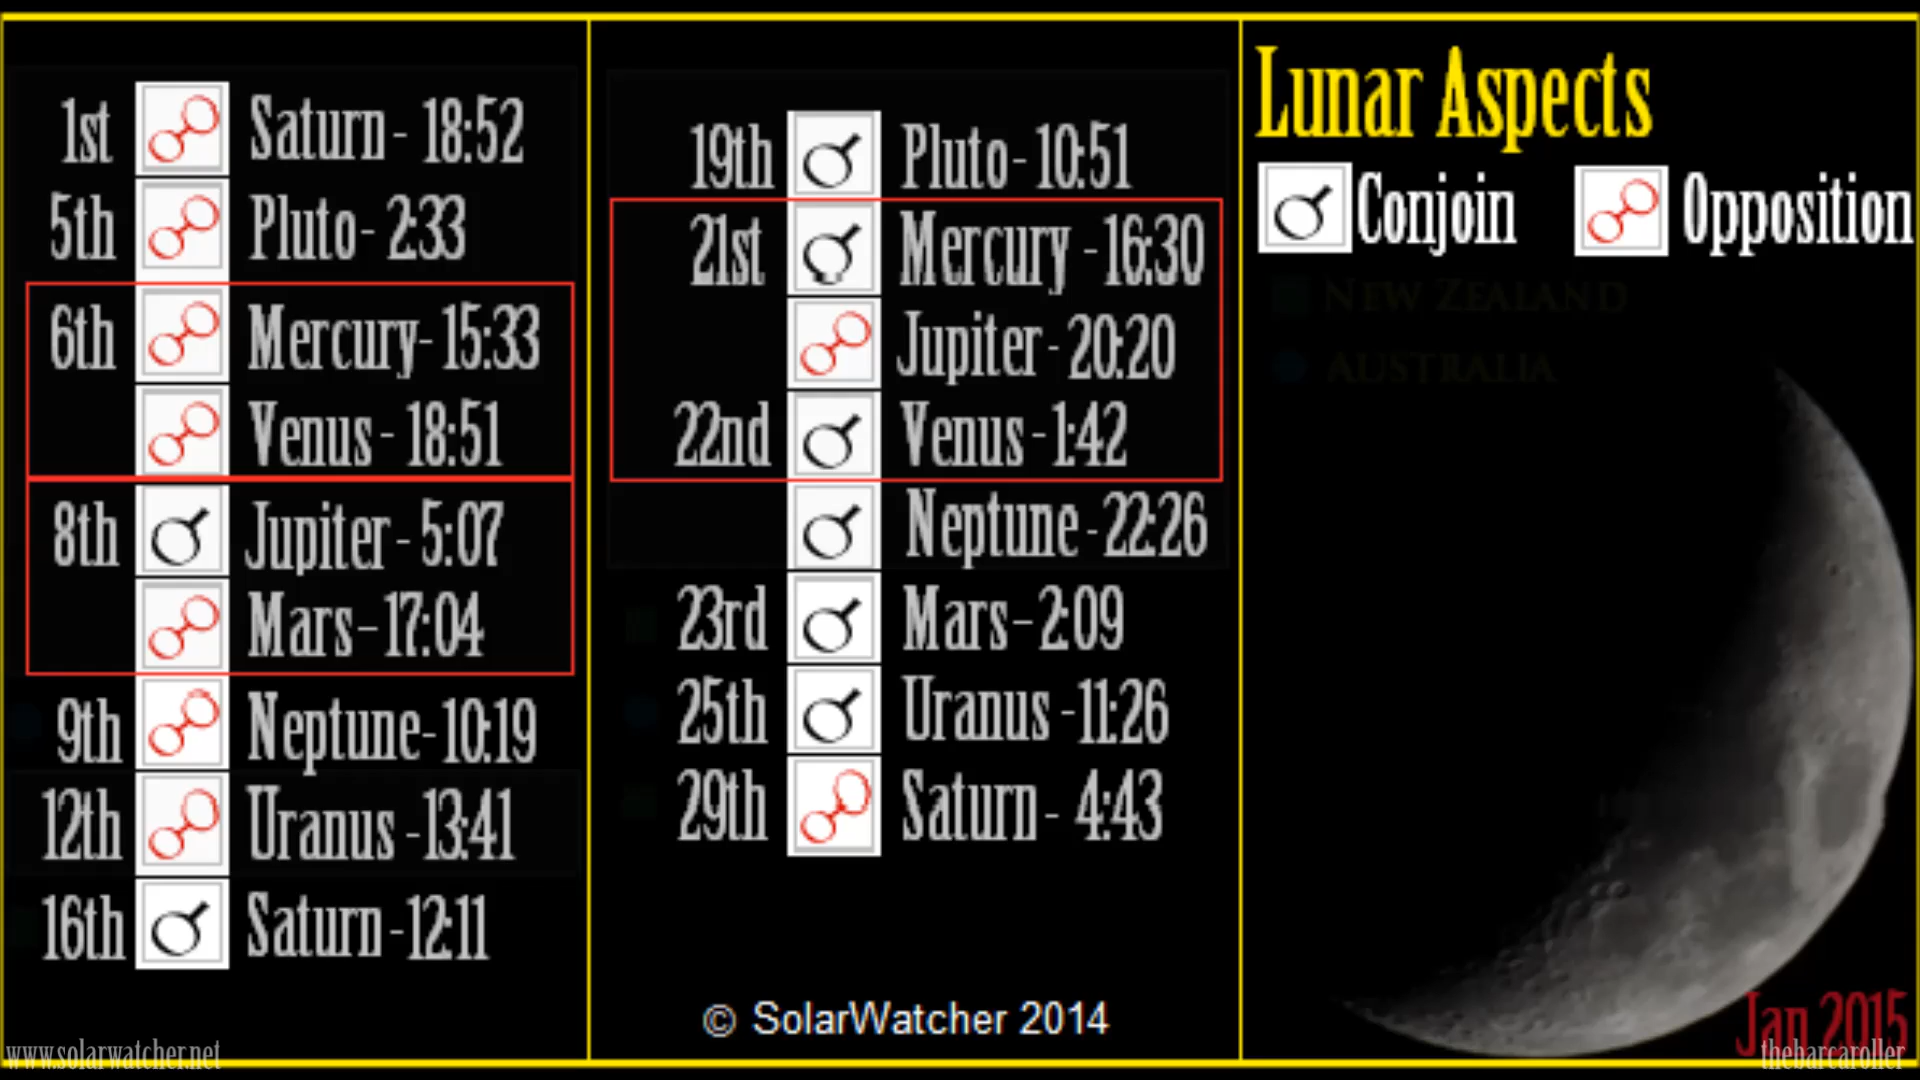 1st Saturn - 18:52
5th Pluto - 2:33
6th Mercury- 15:33
Venus - 18:51
8th Jupiter - 5:07
Mars - 17:04
9th Neptune- 10:19
12th Uranus -13:41
16th Saturn -12:11
19th Pluto- 10:51
21st Mercury -16:30
Jupiter - 20:20
22nd Venus -1:42
Neptune -22:26
23rd Mars - 2:09
25th Uranus -11:26
29th Saturn - 4:43
© SolarWatcher 2014
Lunar Aspects
Conjoin Opposition
NEW ZEALAND
AUSTRALIA
Jan 2015
www.solarwatcher.net
thebarcaroller